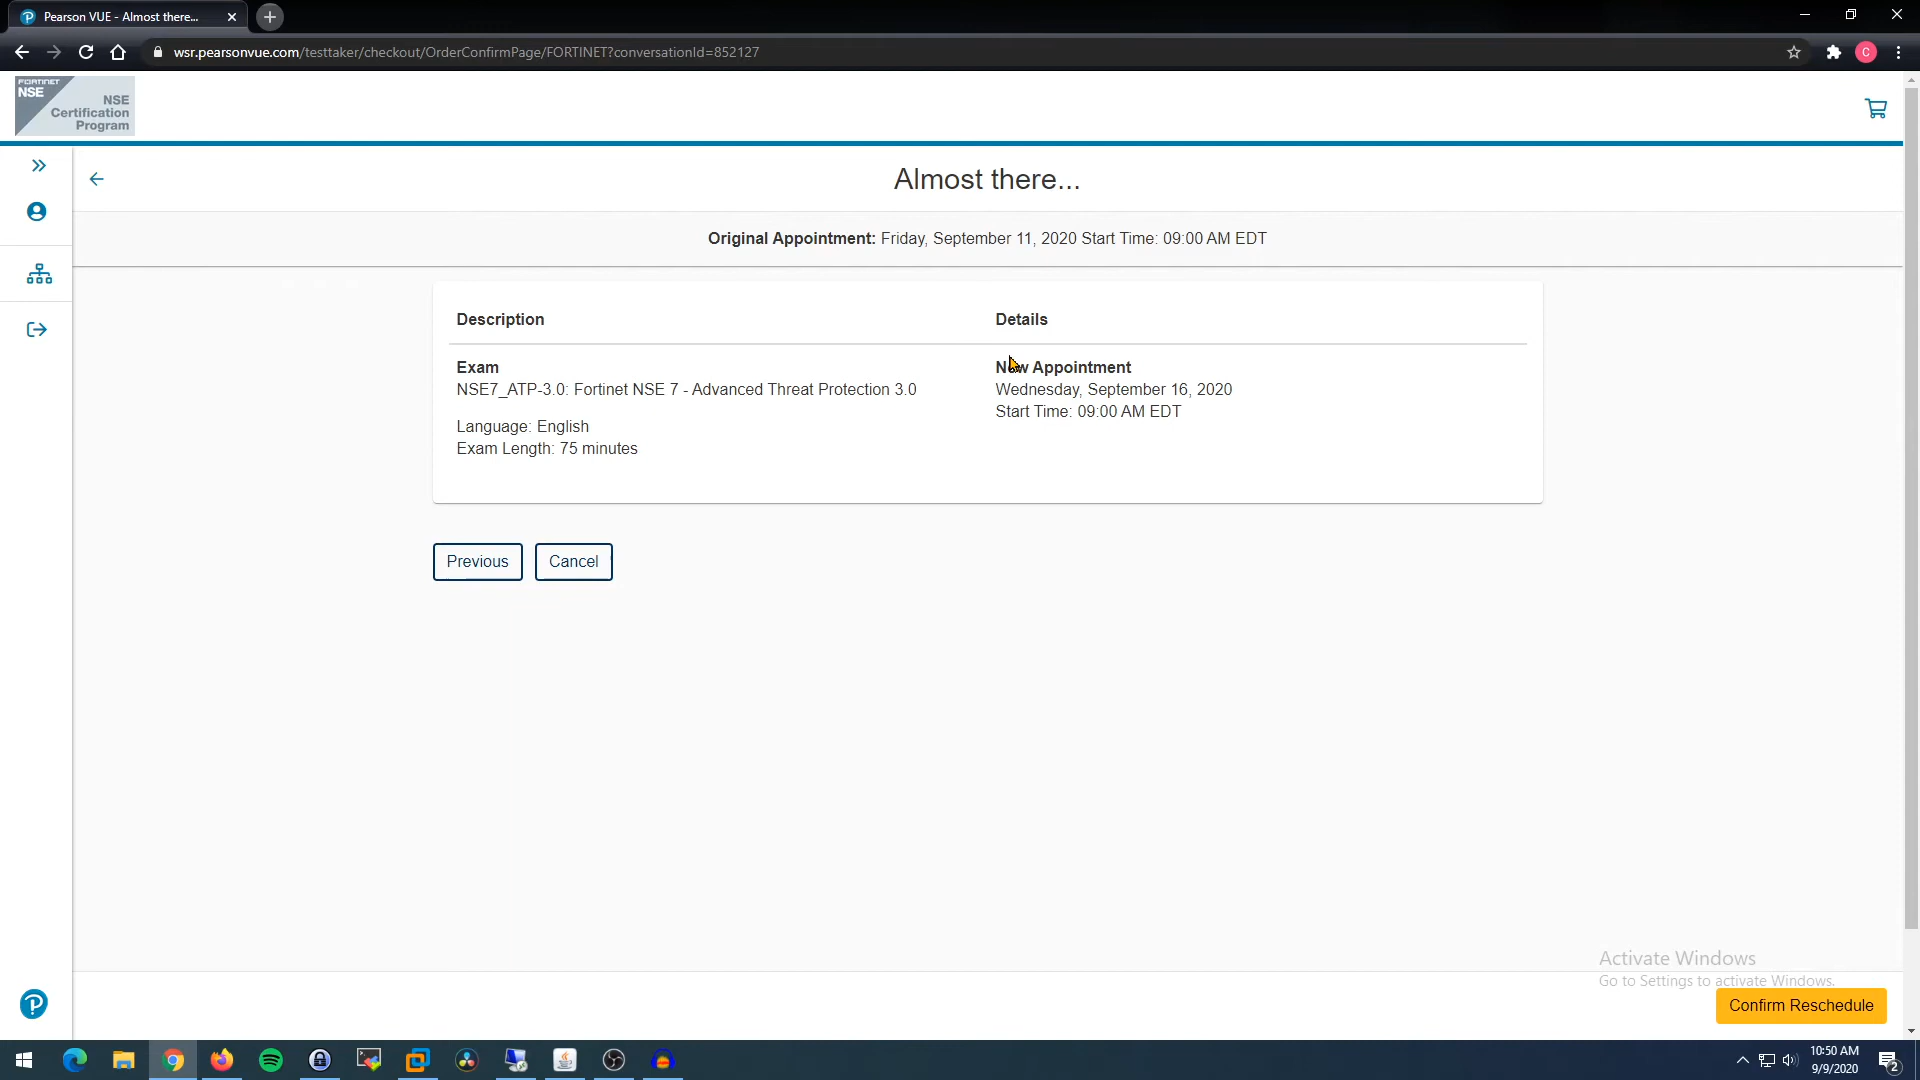 Pearson VUE - Almost there...
wsr.pearsonvue.com/testtaker/checkout/OrderConfirmPage/FORTINET?conversationId=852127
C
FORTINET
NSE
NSE
Certification
Program
Almost there...
Original Appointment: Friday, September 11, 2020 Start Time: 09:00 AM EDT
Description
Details
Exam
NSE7_ATP-3.0: Fortinet NSE 7 - Advanced Threat Protection 3.0
Language: English
Exam Length: 75 minutes
New Appointment
Wednesday, September 16, 2020
Start Time: 09:00 AM EDT
Previous
Cancel
Activate Windows
Go to Settings to activate Windows.
Confirm Reschedule
10:50 AM
9/9/2020
2